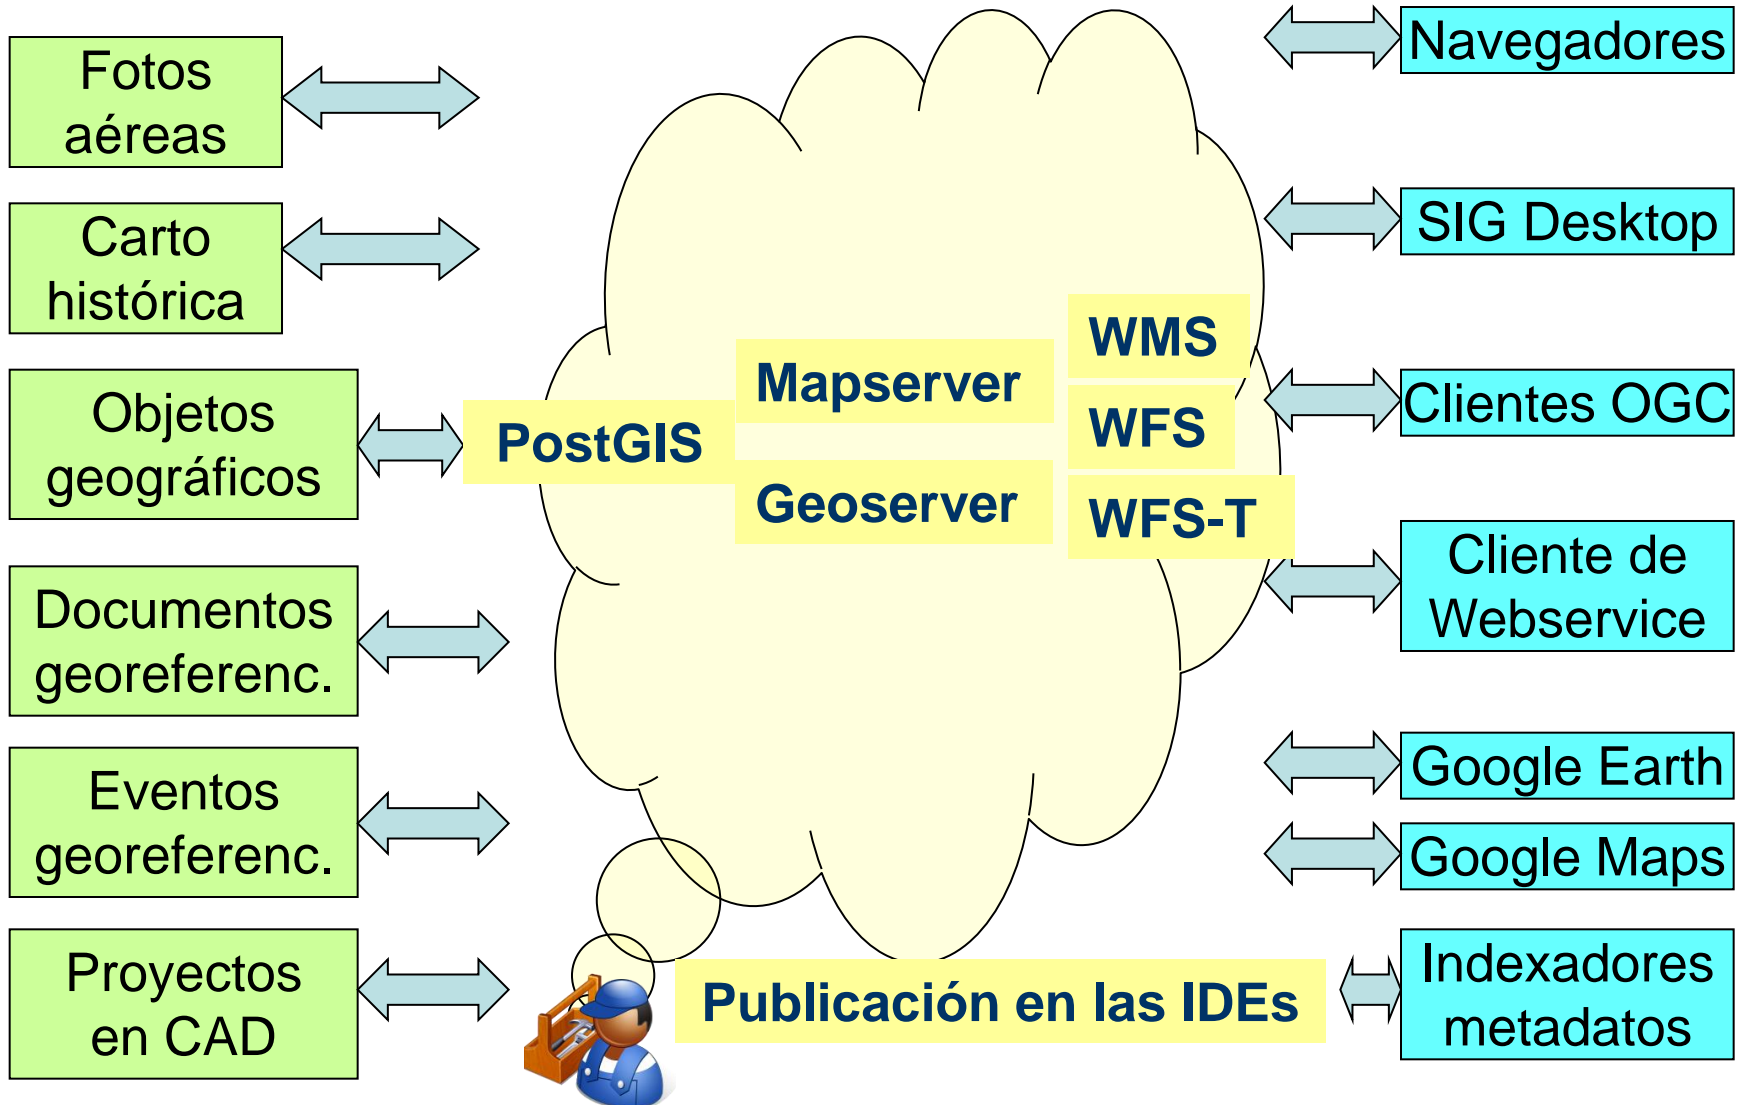 Fotos
aéreas
Carto
histórica
Objetos
geográficos
Documentos
georeferenc.
Eventos
georeferenc.
Proyectos
en CAD
PostGIS
Mapserver
Geoserver
WMS
WFS
WFS-T
Publicación en las IDEs
Navegadores
SIG Desktop
Clientes OGC
Cliente de
Webservice
Google Earth
Google Maps
Indexadores
metadatos